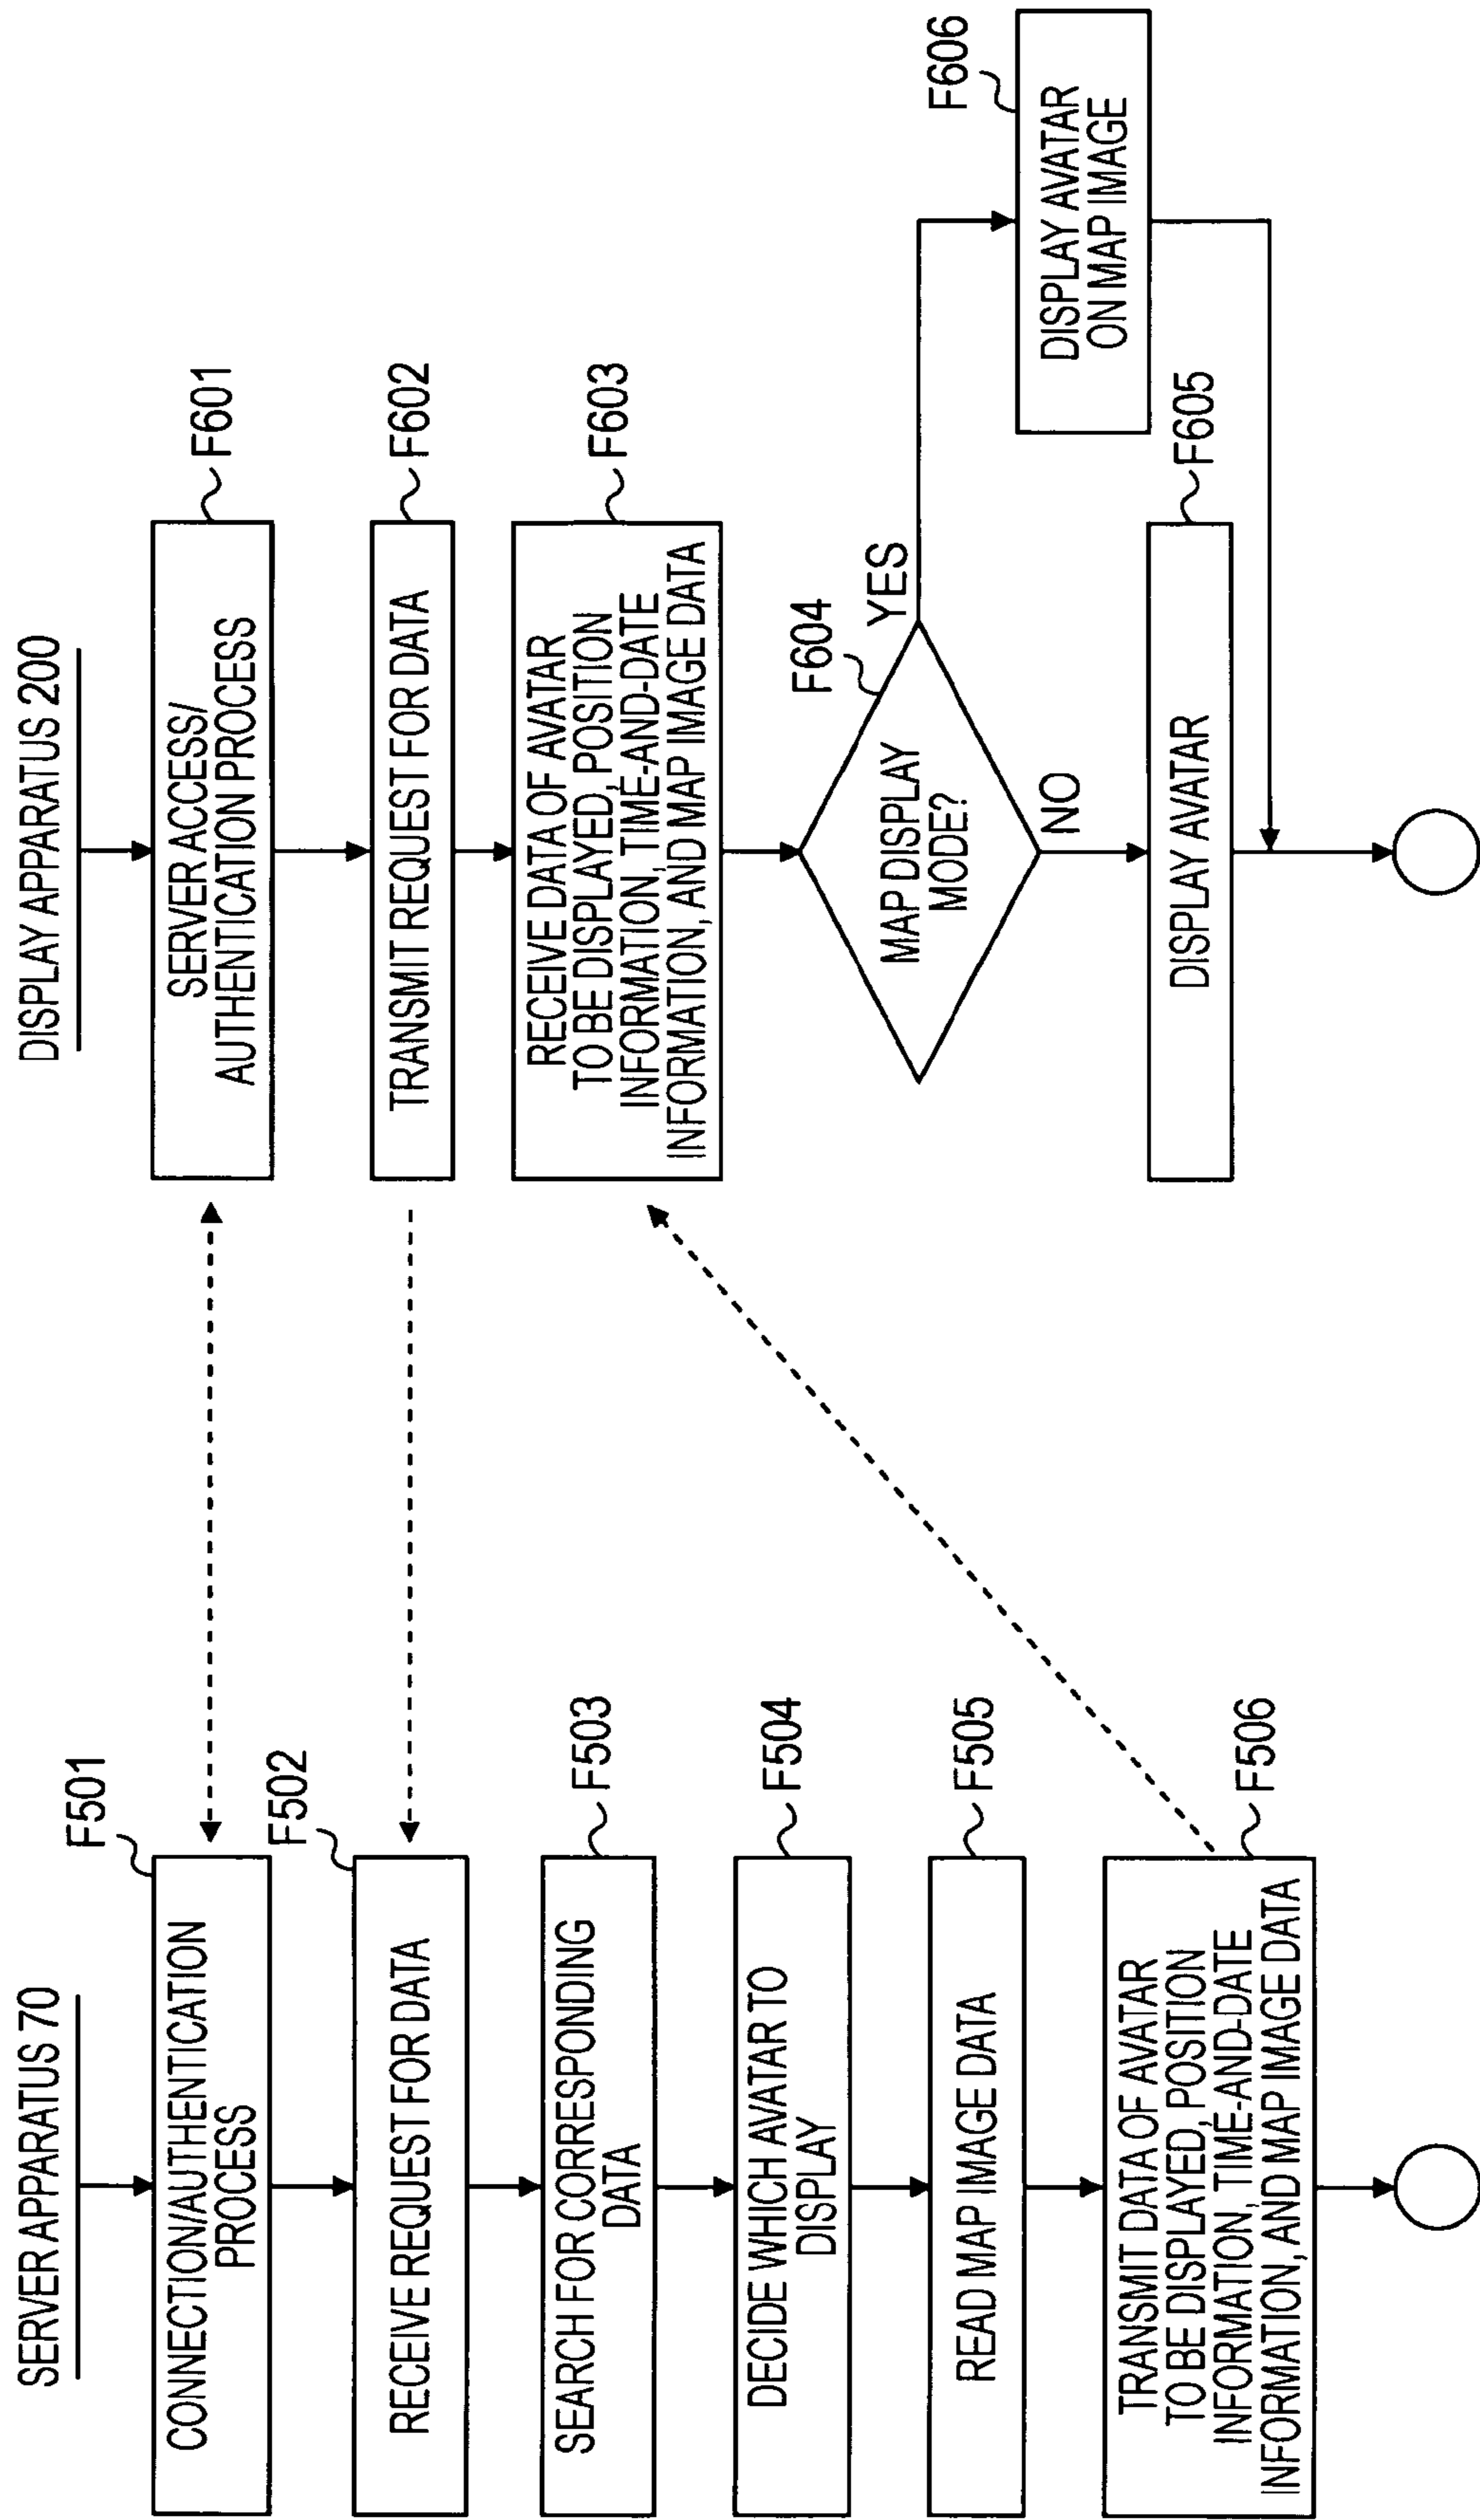 SERVER APPARATUS 70
F501
CONNECTION/AUTHENTICATION
PROCESS
F502
RECEIVE REQUEST FOR DATA
F503
SEARCH FOR CORRESPONDING
DATA
F504
DECIDE WHICH AVATAR TO
DISPLAY
F505
READ MAP IMAGE DATA
F506
TRANSMIT DATA OF AVATAR
TO BE DISPLAYED, POSITION
INFORMATION, TIME-AND-DATE
INFORMATION, AND MAP IMAGE DATA
DISPLAY APPARATUS 200
F601
SERVER ACCESS/
AUTHENTICATION PROCESS
F602
TRANSMIT REQUEST FOR DATA
F603
RECEIVE DATA OF AVATAR
TO BE DISPLAYED, POSITION
INFORMATION, TIME-AND-DATE
INFORMATION, AND MAP IMAGE DATA
F604
MAP DISPLAY
MODE?
YES
NO
F605
DISPLAY AVATAR
F606
DISPLAY AVATAR
ON MAP IMAGE